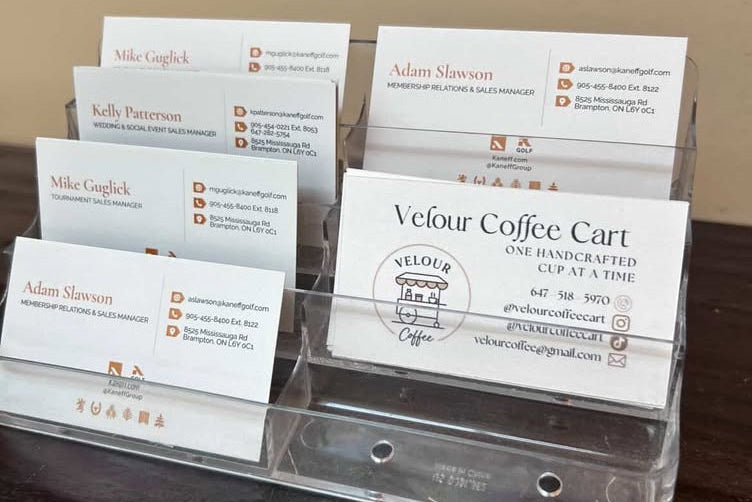 Mike Guglick
mguglick@kaneffgolf.com
905-455-8400 Ext. 8118
Kelly Patterson
WEDDING & SOCIAL EVENT SALES MANAGER
kpatterson@kaneffgolf.com
905-454-0221 Ext. 8053
647-282-5754
8525 Mississauga Rd
Brampton, ON L6Y 0C1
Mike Guglick
TOURNAMENT SALES MANAGER
mguglick@kaneffgolf.com
905-455-8400 Ext. 8118
8525 Mississauga Rd
Brampton, ON L6Y 0C1
Adam Slawson
MEMBERSHIP RELATIONS & SALES MANAGER
aslawson@kaneffgolf.com
905-455-8400 Ext. 8122
8525 Mississauga Rd
Brampton, ON L6Y 0C1
GOLF
Kaneff.com
@KaneffGroup
Adam Slawson
MEMBERSHIP RELATIONS & SALES MANAGER
aslawson@kaneffgolf.com
905-455-8400 Ext. 8122
8525 Mississauga Rd
Brampton, ON L6Y 0C1
GOLF
Kaneff.com
@KaneffGroup
Velour Coffee Cart
ONE HANDCRAFTED
CUP AT A TIME
VELOUR
Coffee
647-518-5970
@velourcoffeecart
@velourcoffeecart
velourcoffee@gmail.com